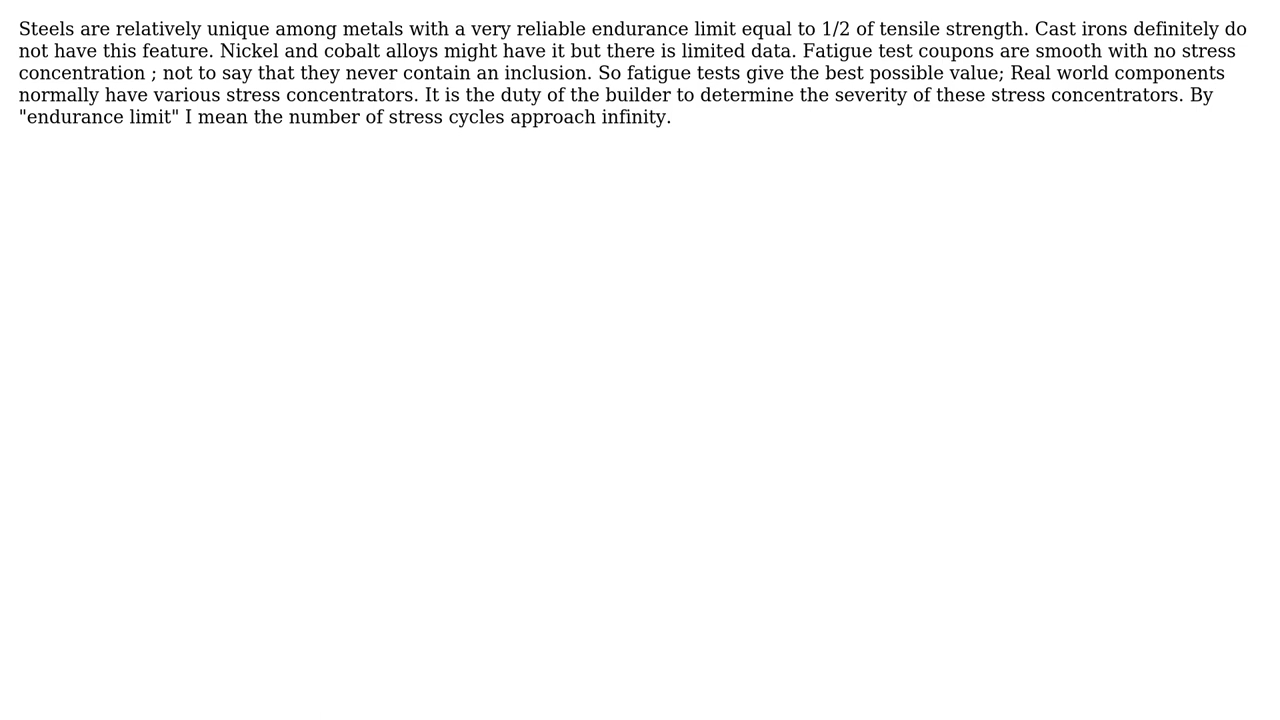 Steels are relatively unique among metals with a very reliable endurance limit equal to 1/2 of tensile strength. Cast irons definitely do
not have this feature. Nickel and cobalt alloys might have it but there is limited data. Fatigue test coupons are smooth with no stress
concentration ; not to say that they never contain an inclusion. So fatigue tests give the best possible value; Real world components
normally have various stress concentrators. It is the duty of the builder to determine the severity of these stress concentrators. By
"endurance limit" I mean the number of stress cycles approach infinity.